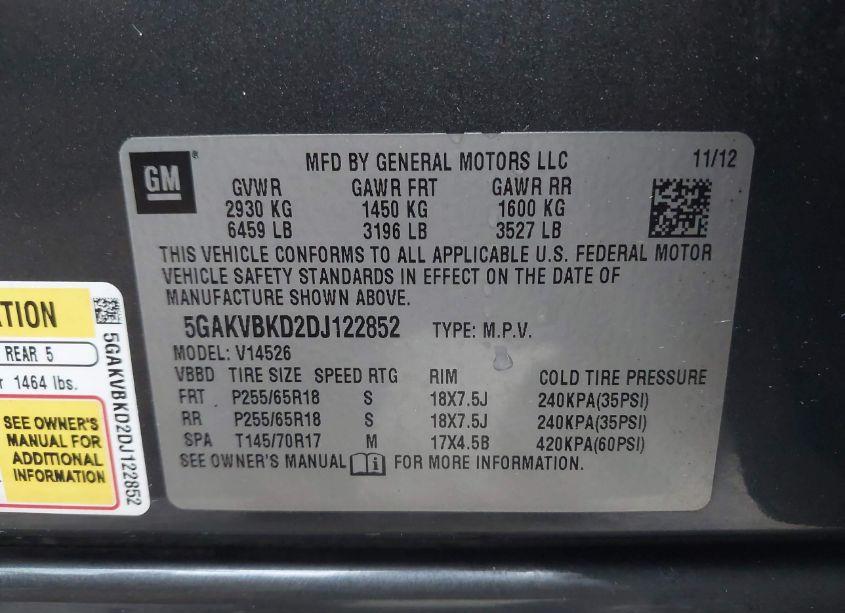 GM
MFD BY GENERAL MOTORS LLC 11/12
GVWR GAWR FRT GAWR RR
2930 KG 1450 KG 1600 KG
6459 LB 3196 LB 3527 LB
THIS VEHICLE CONFORMS TO ALL APPLICABLE U.S. FEDERAL MOTOR
VEHICLE SAFETY STANDARDS IN EFFECT ON THE DATE OF
MANUFACTURE SHOWN ABOVE.
5GAKVBKD2DJ122852 TYPE: M.P.V.
MODEL: V14526
VBBD TIRE SIZE SPEED RTG RIM COLD TIRE PRESSURE
FRT P255/65R18 S 18X7.5J 240KPA(35PSI)
RR P255/65R18 S 18X7.5J 240KPA(35PSI)
SPA T145/70R17 M 17X4.5B 420KPA(60PSI)
SEE OWNER'S MANUAL FOR MORE INFORMATION.
REAR 5
1464 lbs.
SEE OWNER'S
MANUAL FOR
ADDITIONAL
INFORMATION
5GAKVBKD2DJ122852